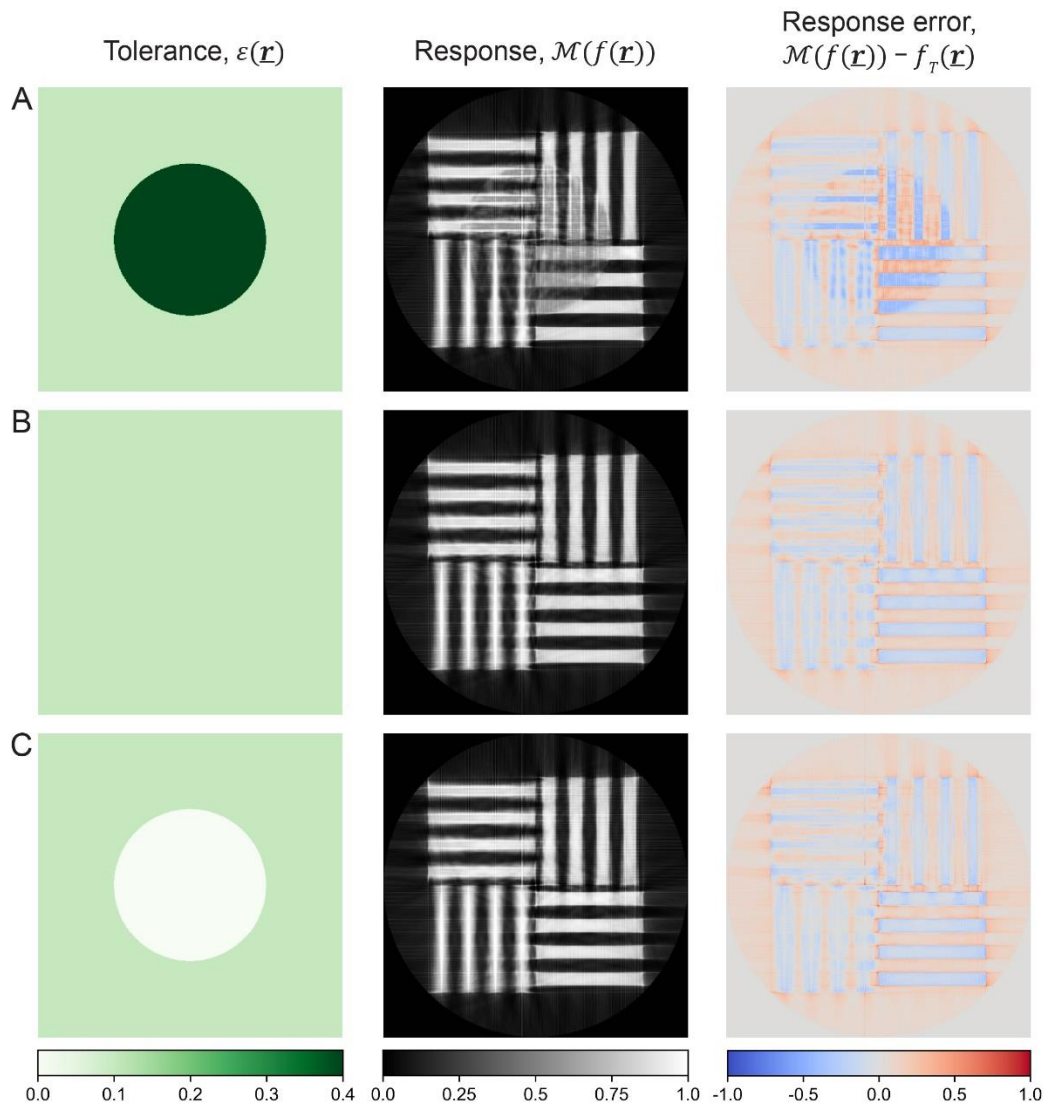 Tolerance, ε(r)
Response, ℳ(f(r))
Response error,
ℳ(f(r)) − f_T(r)
A
B
C
0.0 0.1 0.2 0.3 0.4
0.0 0.25 0.5 0.75 1.0
-1.0 -0.5 0.0 0.5 1.0